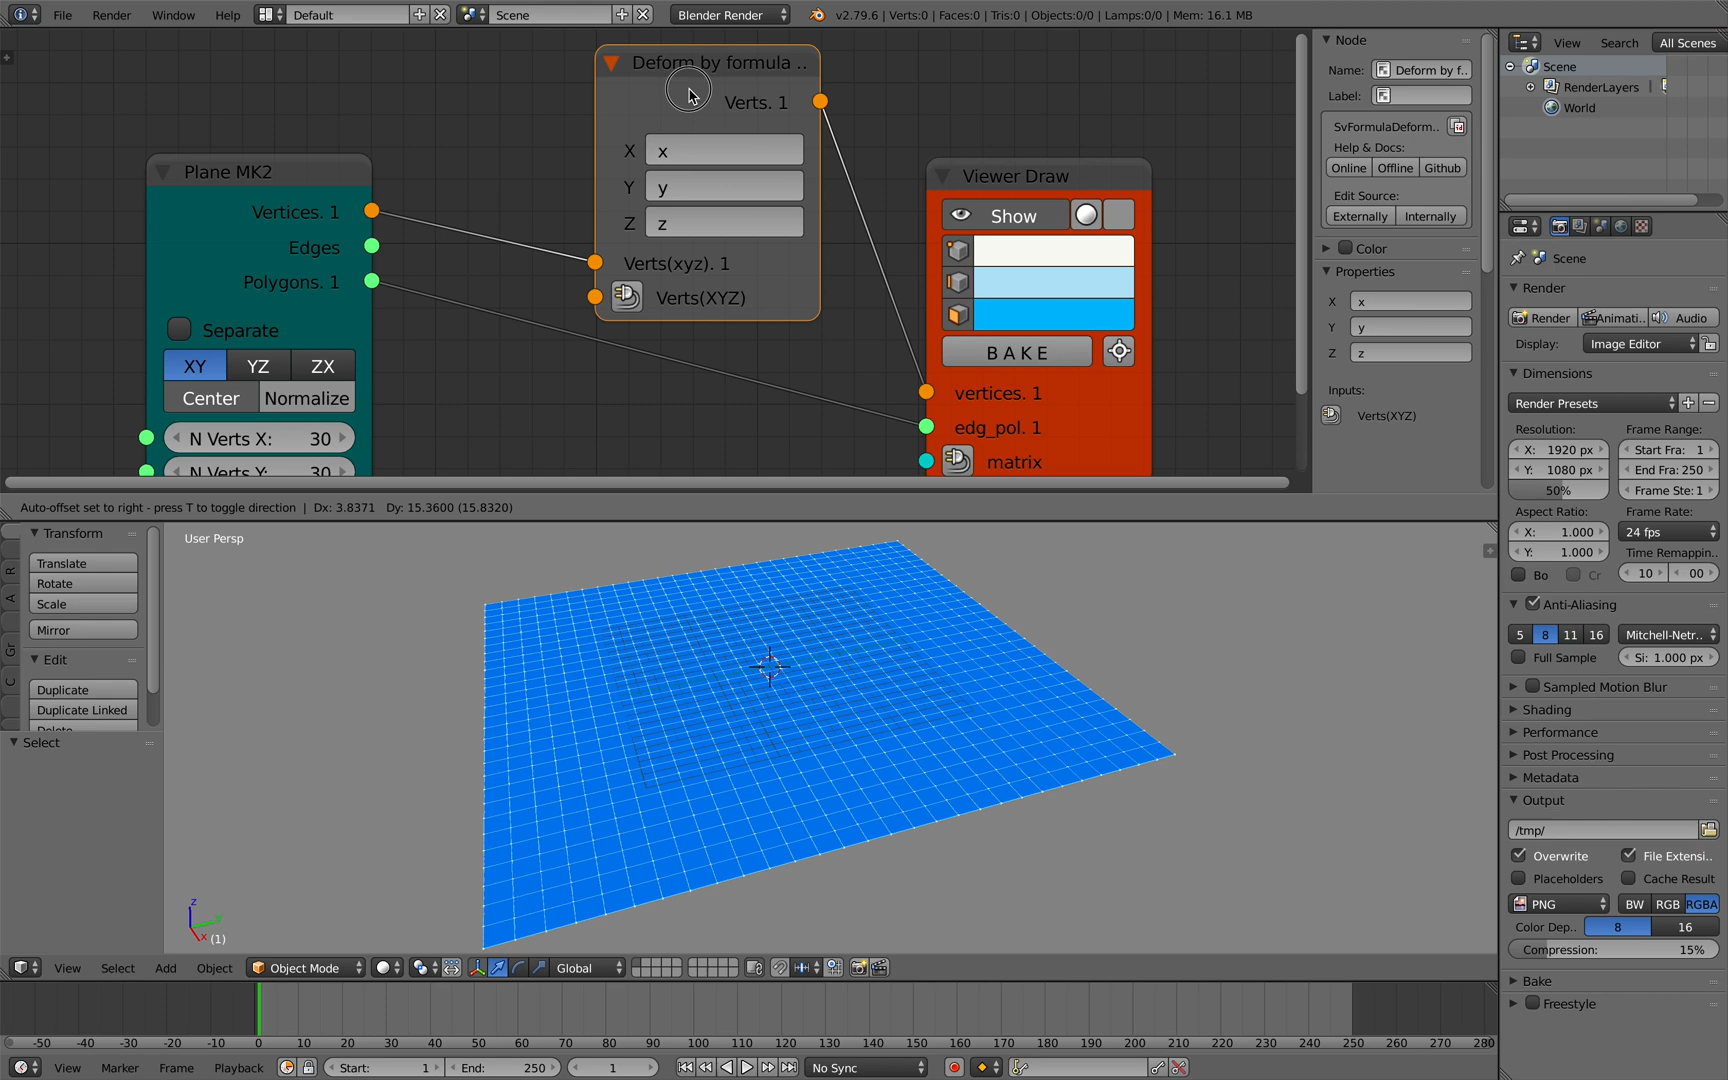 File Render Window Help Default Scene Blender Render v2.79.6 | Verts:0 | Faces:0 | Tris:0 | Objects:0/0 | Lamps:0/0 | Mem: 16.1 MB
Deform by formula ..
Verts. 1
X x
Y y
Z z
Verts(xyz). 1
Verts(XYZ)
Plane MK2
Vertices. 1
Edges
Polygons. 1
Separate
XY YZ ZX
Center Normalize
N Verts X: 30
N Verts Y: 30
Viewer Draw
Show
B A K E
vertices. 1
edg_pol. 1
matrix
Node
Name: Deform by f..
Label:
SvFormulaDeform..
Help & Docs:
Online Offline Github
Edit Source:
Externally Internally
Color
Properties
X x
Y y
Z z
Inputs:
Verts(XYZ)
Auto-offset set to right - press T to toggle direction | Dx: 3.8371 Dy: 15.3600 (15.8320)
Transform
Translate
Rotate
Scale
Mirror
Edit
Duplicate
Duplicate Linked
Delete
Select
R
A
Gr
C
User Persp
z
y
x
(1)
View Select Add Object Object Mode Global
-50 -40 -30 -20 -10 0 10 20 30 40 50 60 70 80 90 100 110 120 130 140 150 160 170 180 190 200 210 220 230 240 250 260 270 280
View Marker Frame Playback Start: 1 End: 250 1 No Sync
View Search All Scenes
Scene
RenderLayers
World
Scene
Render
Render Animati.. Audio
Display: Image Editor
Dimensions
Render Presets
Resolution: Frame Range:
X: 1920 px Start Fra: 1
Y: 1080 px End Fra: 250
50% Frame Ste: 1
Aspect Ratio: Frame Rate:
X: 1.000 24 fps
Y: 1.000 Time Remappin..
Bo Cr 10 00
Anti-Aliasing
5 8 11 16 Mitchell-Netr..
Full Sample Si: 1.000 px
Sampled Motion Blur
Shading
Performance
Post Processing
Metadata
Output
/tmp/
Overwrite File Extensi..
Placeholders Cache Result
PNG BW RGB RGBA
Color Dep.. 8 16
Compression: 15%
Bake
Freestyle